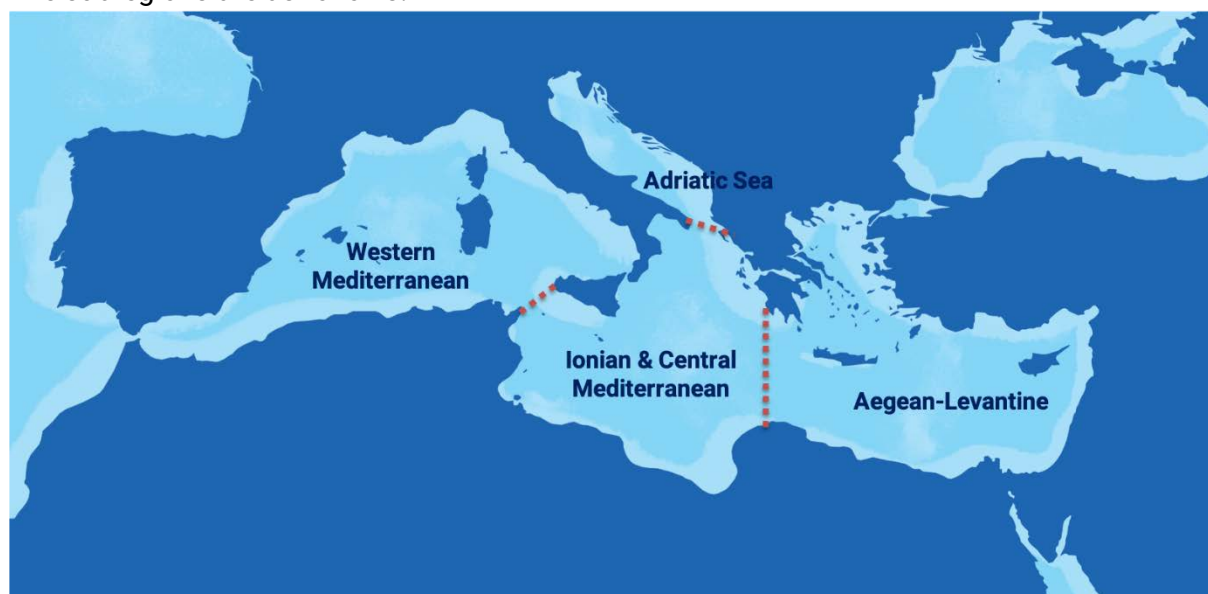 Adriatic Sea
Western
Mediterranean
Ionian & Central
Mediterranean
Aegean-Levantine